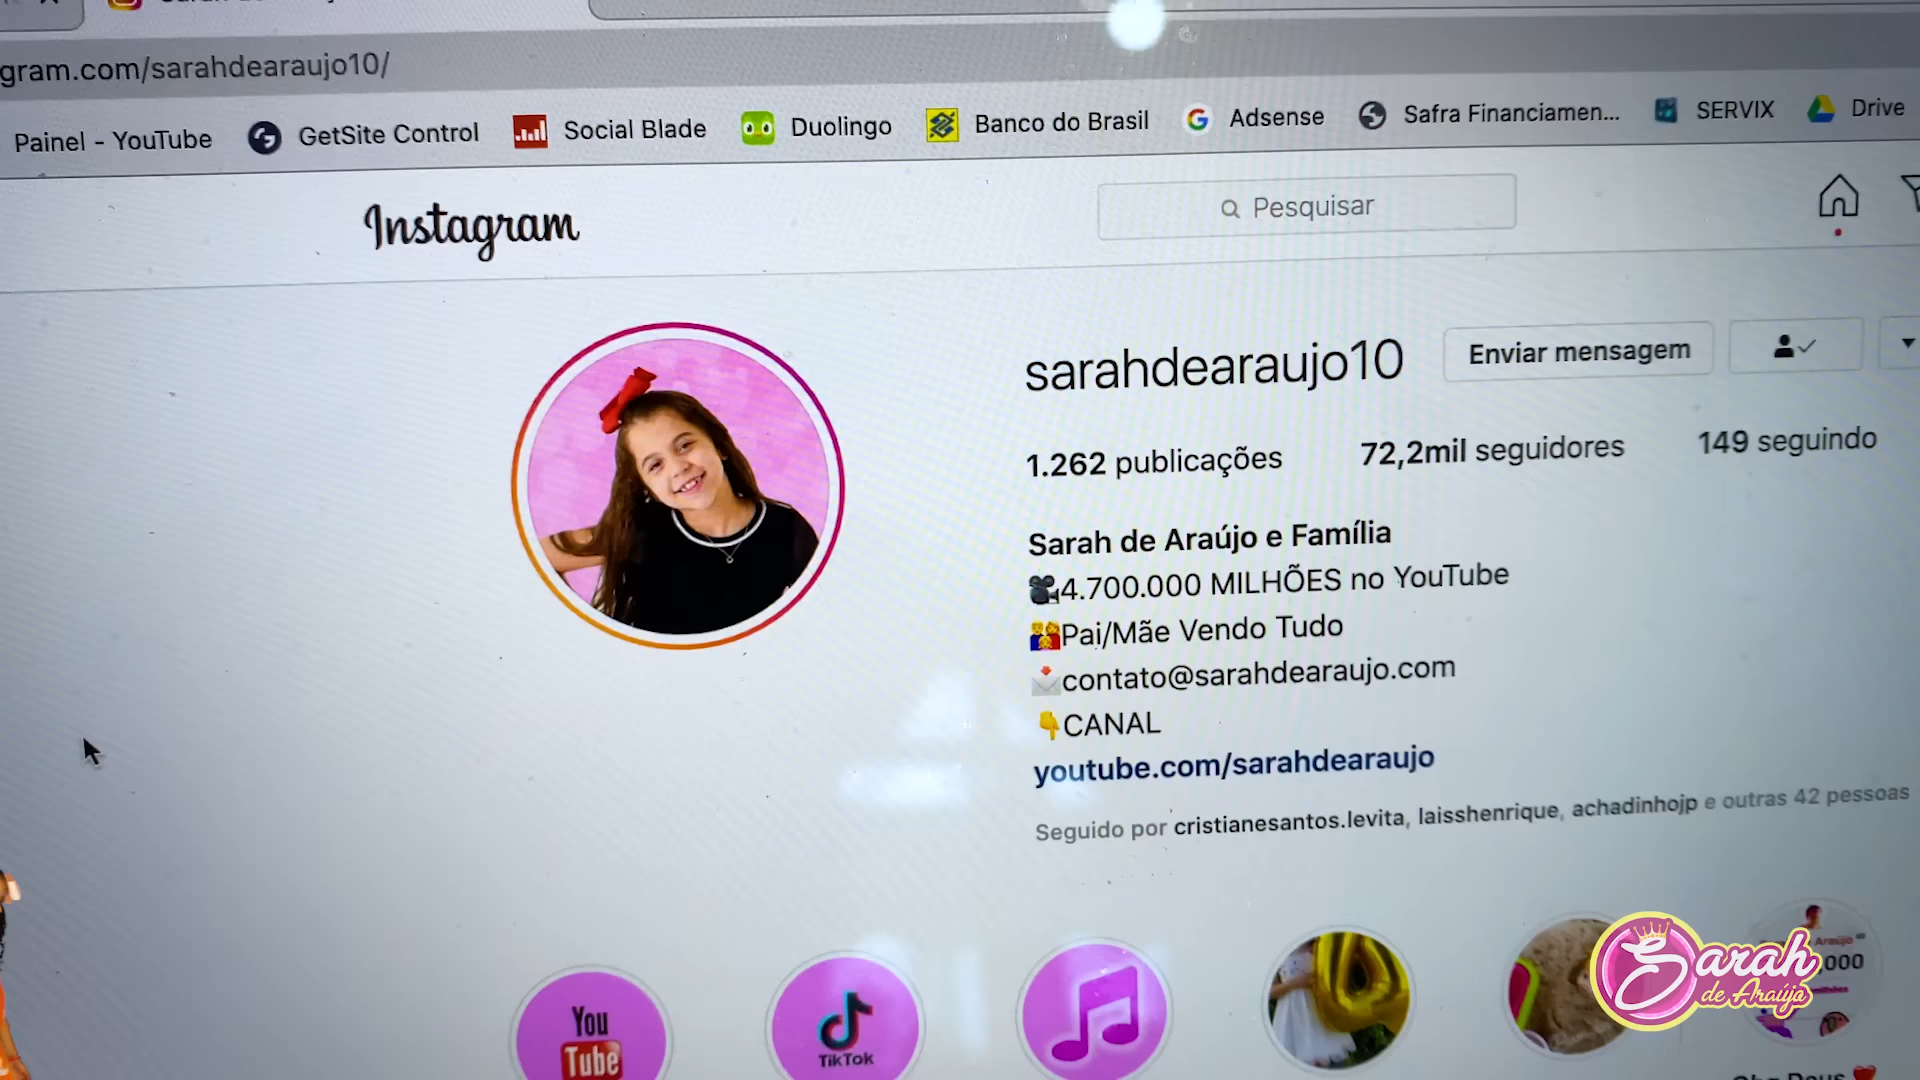 gram.com/sarahdearaujo10/
Painel - YouTube GetSite Control Social Blade Duolingo Banco do Brasil Adsense Safra Financiamen... SERVIX Drive
Instagram
Pesquisar
sarahdearaujo10 Enviar mensagem
1.262 publicações 72,2mil seguidores 149 seguindo
Sarah de Araújo e Família
4.700.000 MILHÕES no YouTube
Pai/Mãe Vendo Tudo
contato@sarahdearaujo.com
CANAL
youtube.com/sarahdearaujo
Seguido por cristianesantos.levita, laisshenrique, achadinhojp e outras 42 pessoas
You
Tube
TikTok
Sarah
de Araújo
Araújo
,000